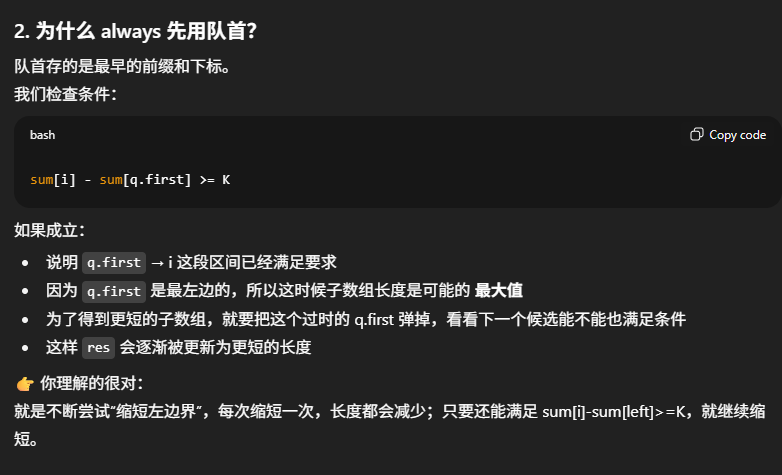 2. 为什么 always 先用队首？
队首存的是最早的前缀和下标。
我们检查条件：
bash
Copy code
sum[i] - sum[q.first] >= K
如果成立：
• 说明 q.first → i 这段区间已经满足要求
• 因为 q.first 是最左边的，所以这时候子数组长度是可能的 最大值
• 为了得到更短的子数组，就要把这个过时的 q.first 弹掉，看看下一个候选能不能也满足条件
• 这样 res 会逐渐被更新为更短的长度
👉 你理解的很对：
就是不断尝试“缩短左边界”，每次缩短一次，长度都会减少；只要还能满足 sum[i]-sum[left]>=K，就继续缩
短。